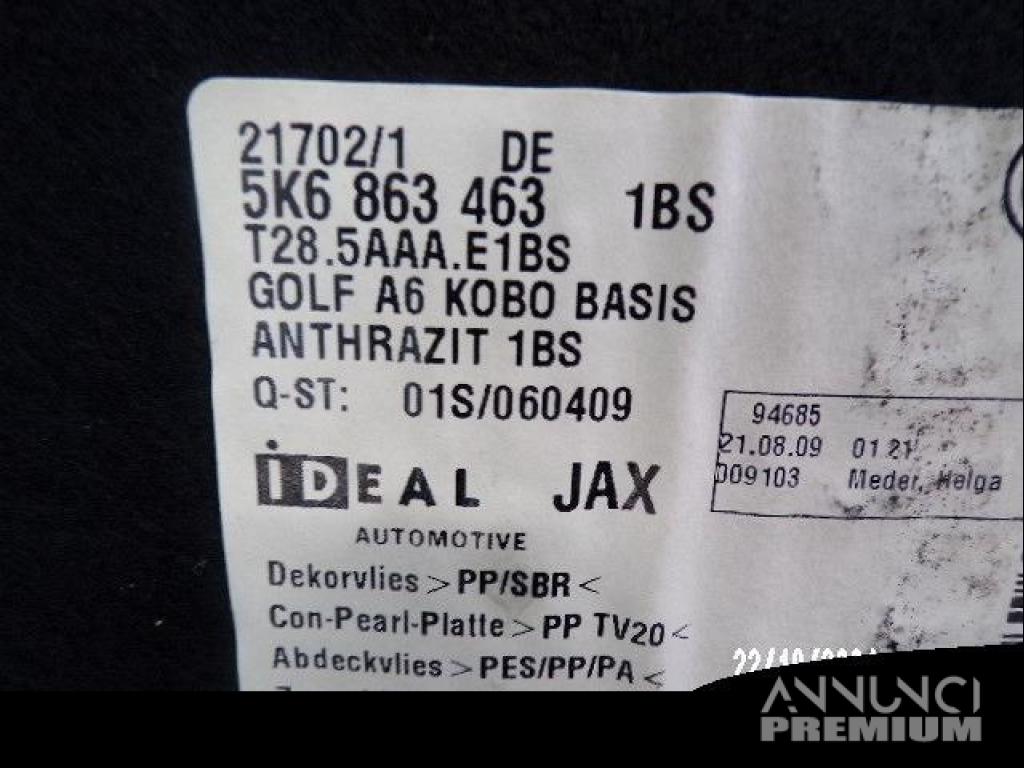 21702/1 DE
5K6 863 463 1BS
T28.5AAA.E1BS
GOLF A6 KOBO BASIS
ANTHRAZIT 1BS
Q-ST: 01S/060409
94685
21.08.09 01 21
009103 Meder, Helga
iDEAL JAX
AUTOMOTIVE
Dekorvlies > PP/SBR <
Con-Pearl-Platte > PP TV20 <
Abdeckvlies > PES/PP/PA <
ANNUNCI
PREMIUM